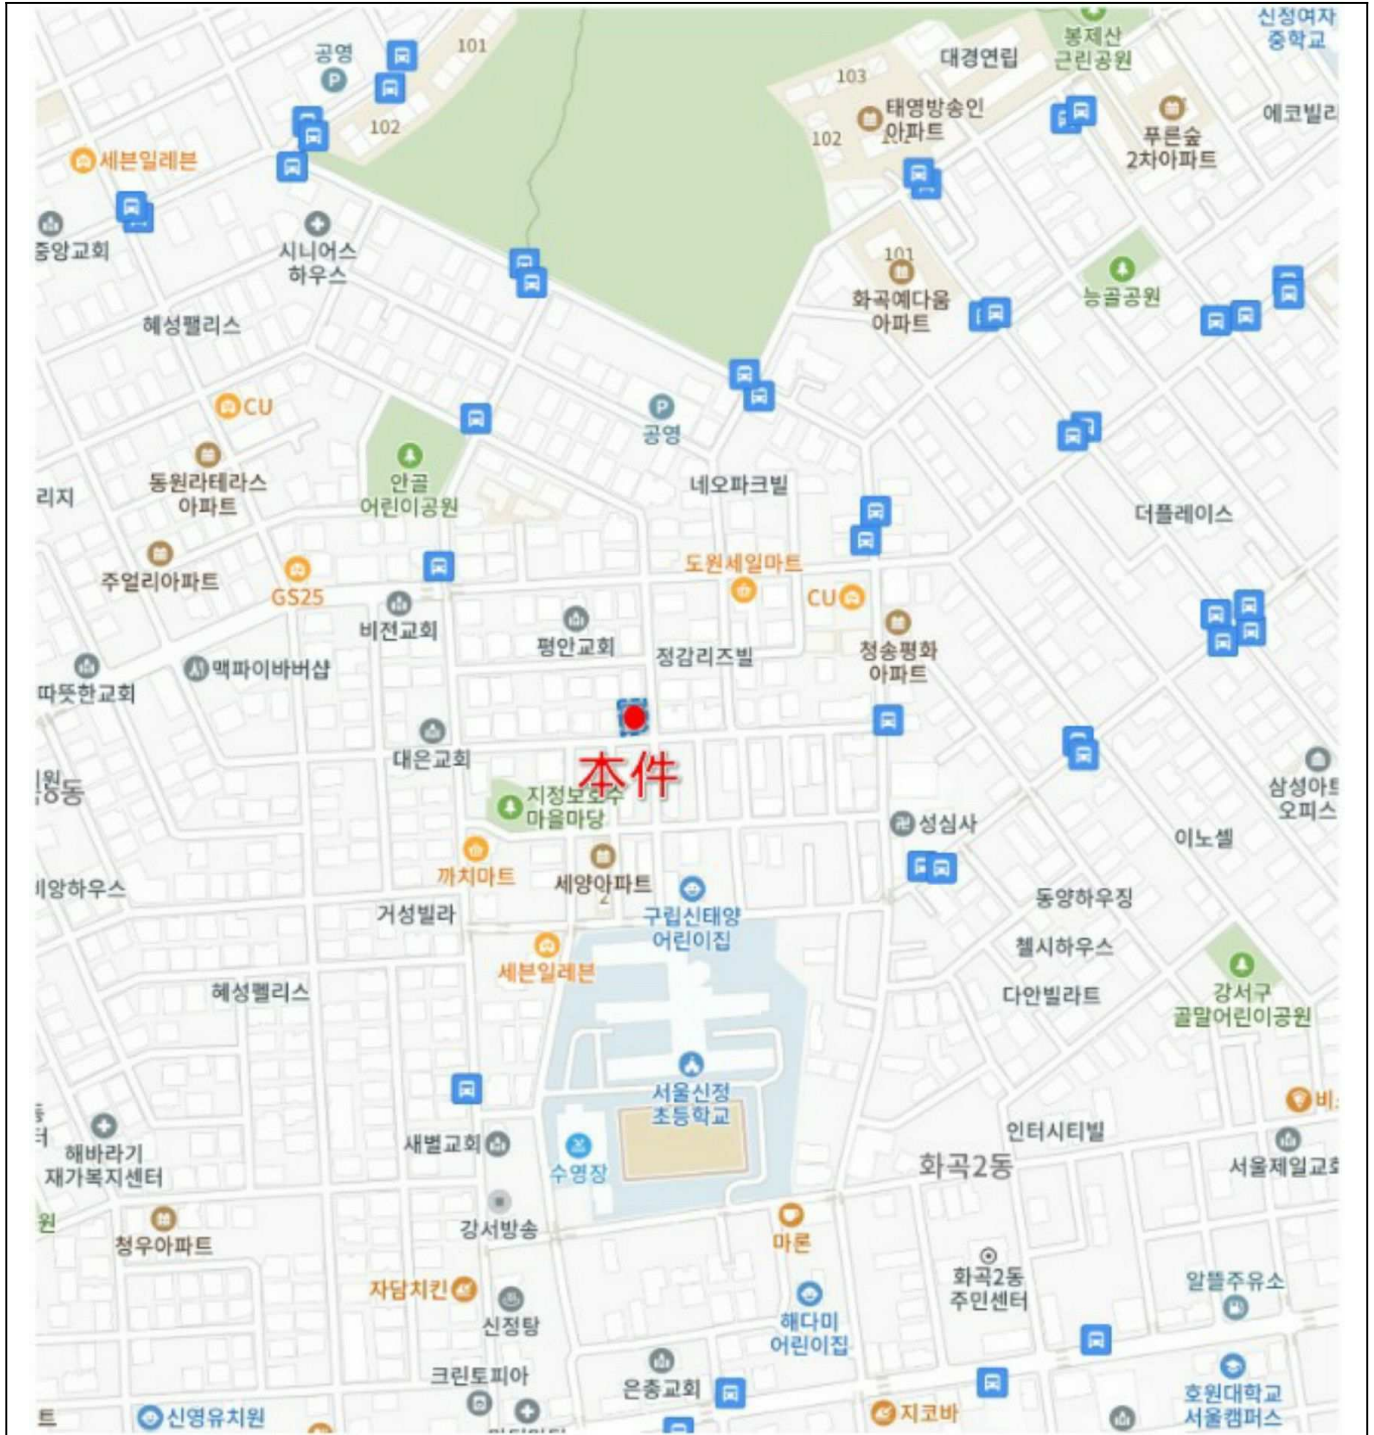 공영
101
102
세븐일레븐
중앙교회
시니어스
하우스
혜성팰리스
103
102
태영방송인
아파트
대경연립
봉제산
근린공원
신정여자
중학교
푸른숲
2차아파트
에코빌라
101
화곡예다움
아파트
능골공원
CU
동원라테라스
아파트
안골
어린이공원
P
공영
네오파크빌
더플레이스
리지
주얼리아파트
GS25
도원세일마트
CU
비전교회
평안교회
정감리즈빌
청송평화
아파트
따뜻한교회
맥파이바버샵
대은교회
本件
지정보호수
마을마당
성심사
삼성아트
오피스
이노셀
8동
까치마트
세양아파트
2
구립신태양
어린이집
거성빌라
동양하우징
첼시하우스
다안빌라트
세븐일레븐
혜성펠리스
강서구
골말어린이공원
서울신정
초등학교
해바라기
재가복지센터
새별교회
수영장
인터시티빌
화곡2동
서울제일교회
원
청우아파트
강서방송
마론
화곡2동
주민센터
알뜰주유소
자담치킨
신정탕
해다미
어린이집
크린토피아
은총교회
호원대학교
서울캠퍼스
트
신영유치원
지코바